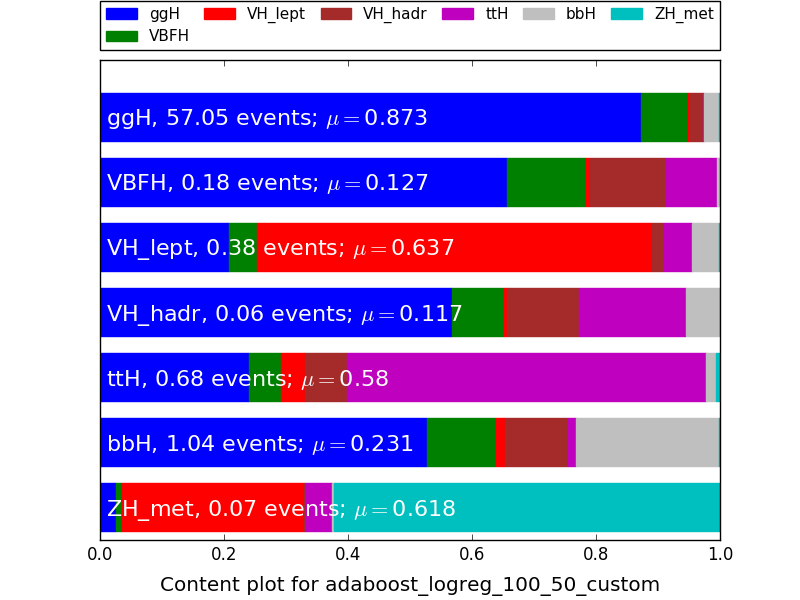 ggH VH_lept VH_hadr ttH bbH ZH_met
VBFH
ggH, 57.05 events; μ = 0.873
VBFH, 0.18 events; μ = 0.127
VH_lept, 0.38 events; μ = 0.637
VH_hadr, 0.06 events; μ = 0.117
ttH, 0.68 events; μ = 0.58
bbH, 1.04 events; μ = 0.231
ZH_met, 0.07 events; μ = 0.618
0.0 0.2 0.4 0.6 0.8 1.0
Content plot for adaboost_logreg_100_50_custom